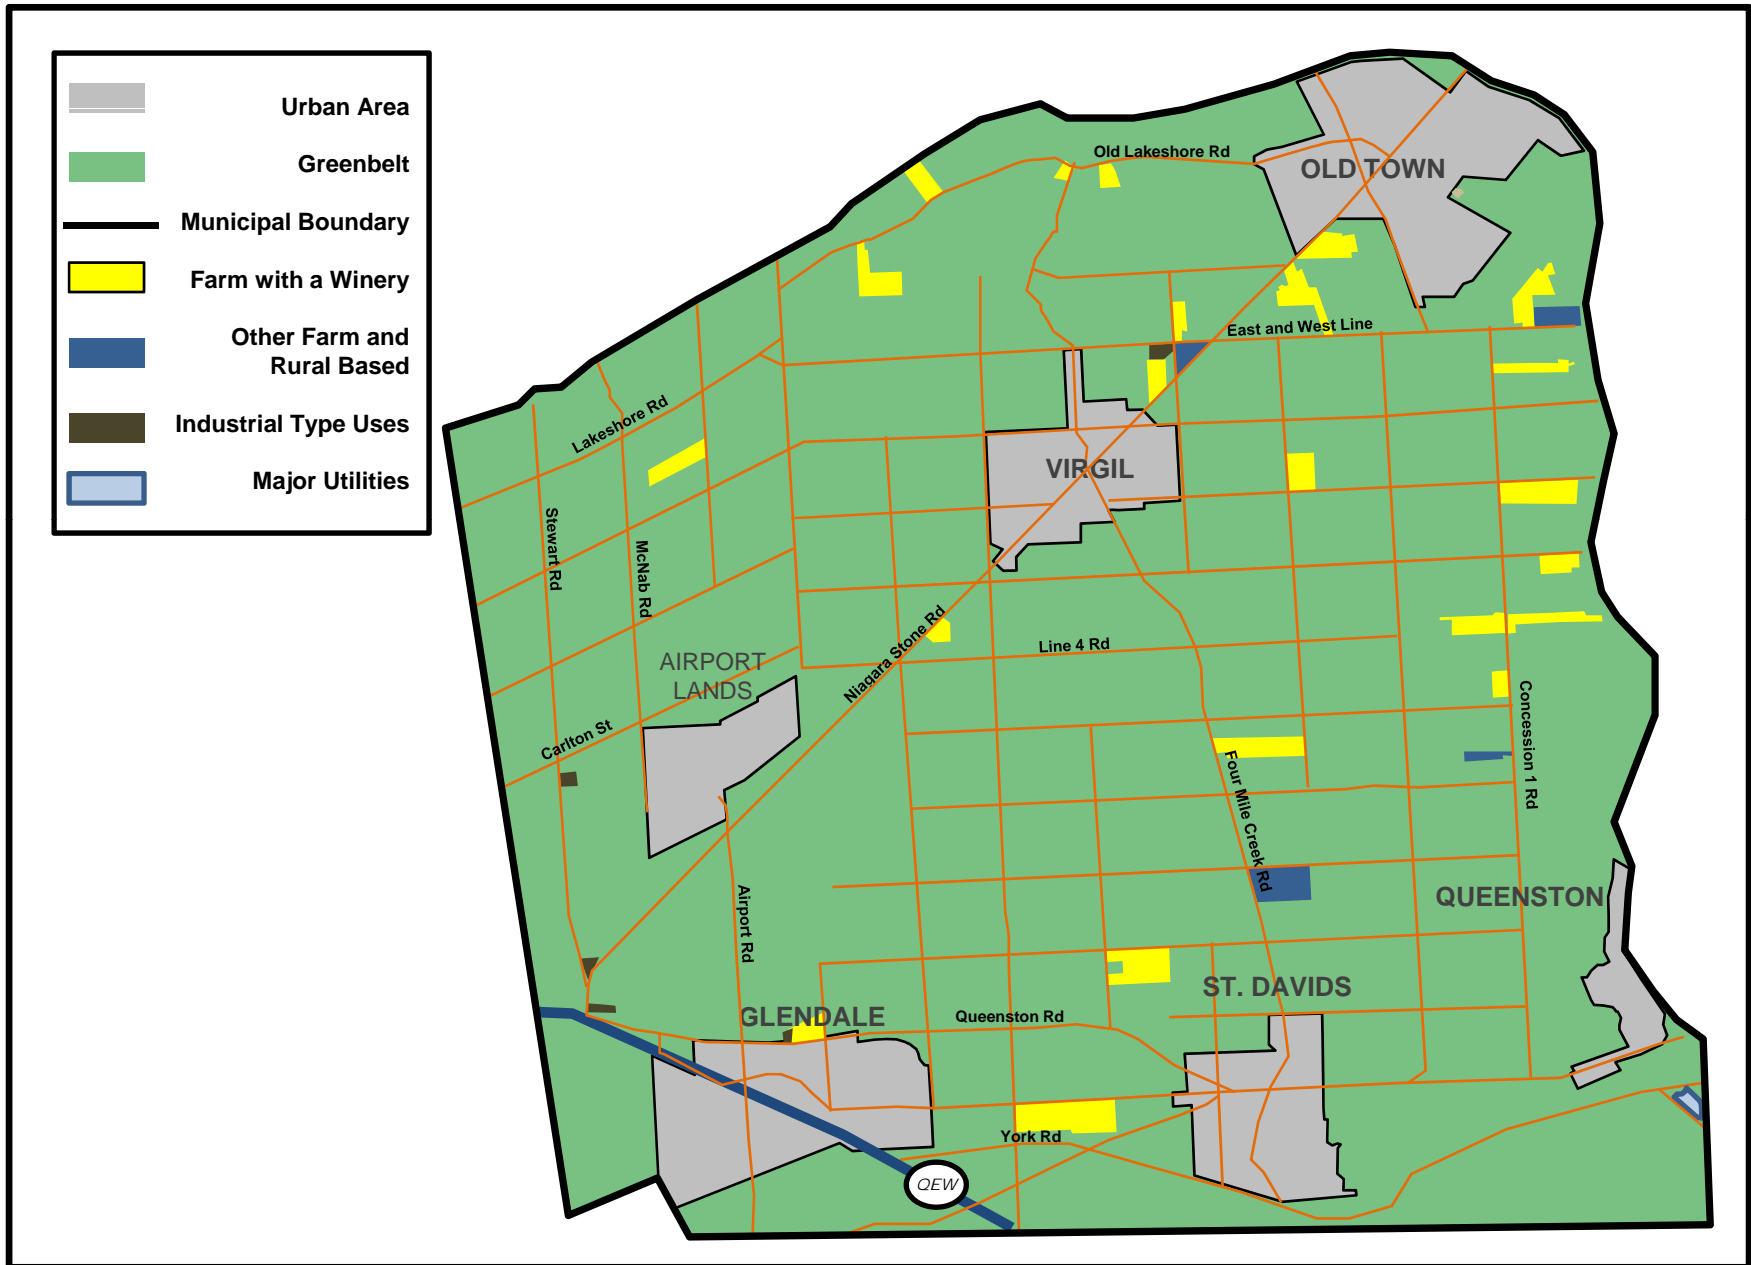 Urban Area
Greenbelt
Municipal Boundary
Farm with a Winery
Other Farm and
Rural Based
Industrial Type Uses
Major Utilities
Old Lakeshore Rd
OLD TOWN
East and West Line
Lakeshore Rd
VIRGIL
Stewart Rd
McNab Rd
Niagara Stone Rd
Line 4 Rd
AIRPORT
LANDS
Carlton St
Concession 1 Rd
Four Mile Creek Rd
Airport Rd
QUEENSTON
ST. DAVIDS
GLENDALE
Queenston Rd
York Rd
QEW